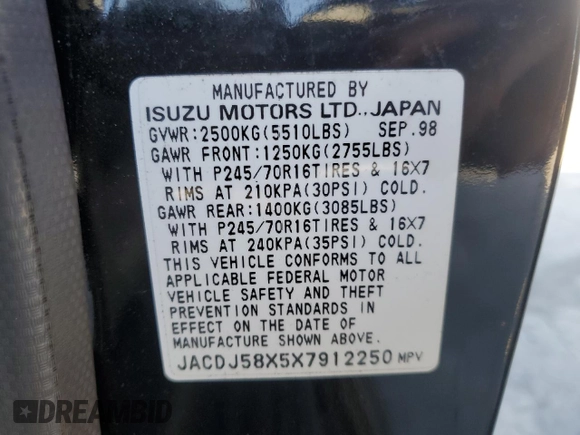 MANUFACTURED BY
ISUZU MOTORS LTD., JAPAN
GVWR:2500KG(5510LBS) SEP.98
GAWR FRONT:1250KG(2755LBS)
WITH P245/70R16TIRES & 16X7
RIMS AT 210KPA(30PSI) COLD.
GAWR REAR:1400KG(3085LBS)
WITH P245/70R16TIRES & 16X7
RIMS AT 240KPA(35PSI) COLD.
THIS VEHICLE CONFORMS TO ALL
APPLICABLE FEDERAL MOTOR
VEHICLE SAFETY AND THEFT
PREVENTION STANDARDS IN
EFFECT ON THE DATE OF
MANUFACTURE SHOWN ABOVE.
JACDJ58X5X7912250 MPV
DREAMBID